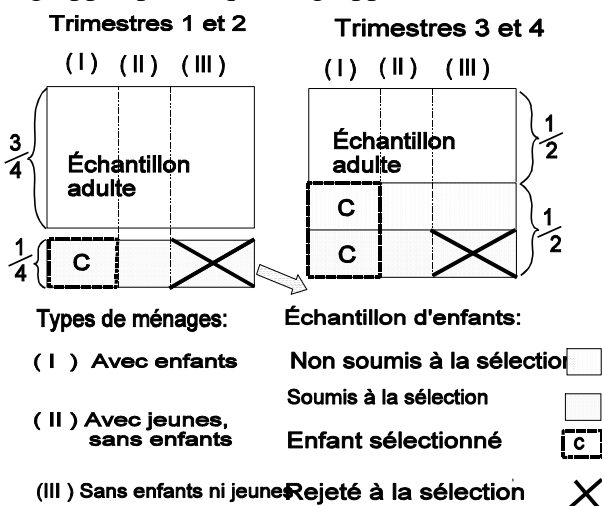 Trimestres 1 et 2
Trimestres 3 et 4
( I ) ( II ) ( III )
( I ) ( II ) ( III )
3/4
Échantillon
adulte
1/4
C
Échantillon
adulte
1/2
C
C
1/2
Types de ménages:
( I ) Avec enfants
( II ) Avec jeunes,
sans enfants
(III ) Sans enfants ni jeunes
Échantillon d'enfants:
Non soumis à la sélection
Soumis à la sélection
Enfant sélectionné
C
Rejeté à la sélection